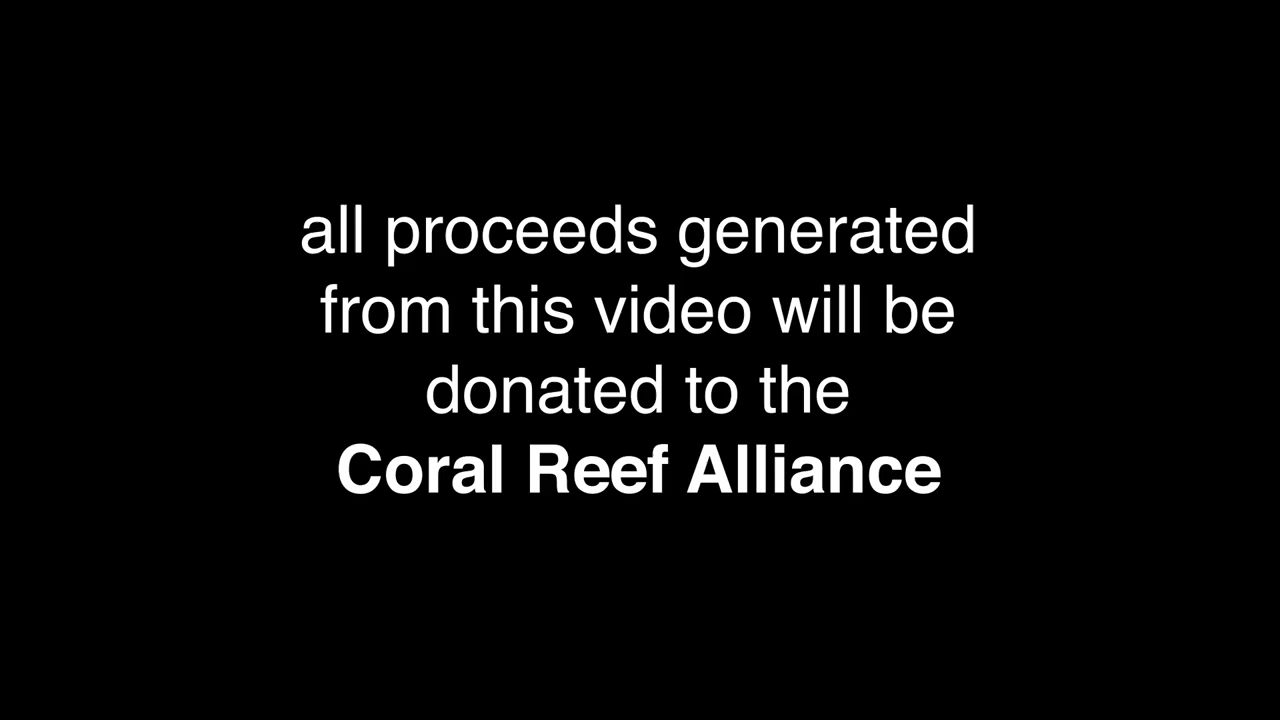 all proceeds generated
from this video will be
donated to the
Coral Reef Alliance